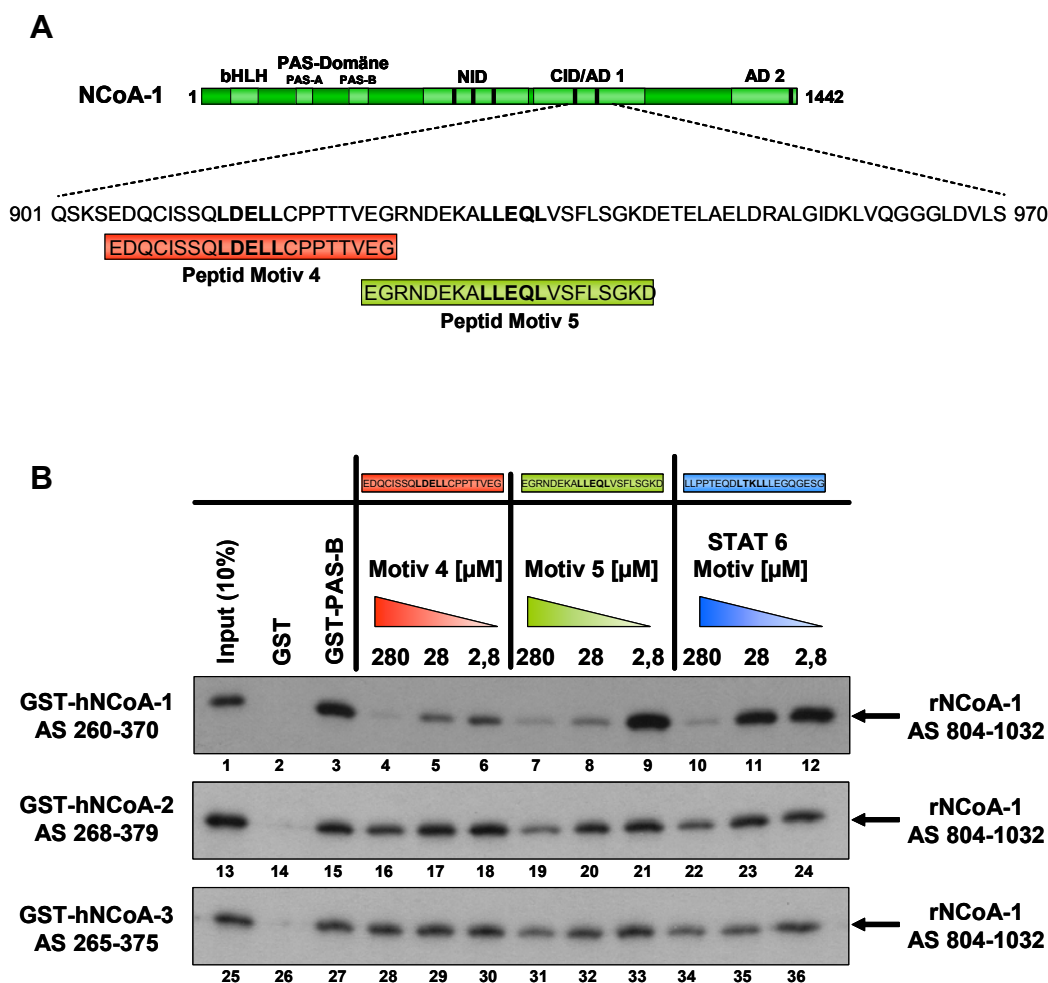 A
PAS-Domäne
bHLH PAS-A PAS-B NID CID/AD 1 AD 2
NCoA-1 1 1442
901 QSKSEDQCISSQLDELLCPPTTVEGRNDEKALLEQLVSFLSGKDETELAELDRALGIDKLVQGGGLDVLS 970
EDQCISSQLDELLCPPTTVEG
Peptid Motiv 4
EGRNDEKALLEQLVSFLSGKD
Peptid Motiv 5
B
EDQCISSQLDELLCPPTTVEG EGRNDEKALLEQLVSFLSGKD LLPPTEQDLTKLLLEGQGESG
Input (10%)
GST
GST-PAS-B
Motiv 4 [µM]
Motiv 5 [µM]
STAT 6
Motiv [µM]
280 28 2,8 280 28 2,8 280 28 2,8
GST-hNCoA-1
AS 260-370
rNCoA-1
AS 804-1032
1 2 3 4 5 6 7 8 9 10 11 12
GST-hNCoA-2
AS 268-379
rNCoA-1
AS 804-1032
13 14 15 16 17 18 19 20 21 22 23 24
GST-hNCoA-3
AS 265-375
rNCoA-1
AS 804-1032
25 26 27 28 29 30 31 32 33 34 35 36